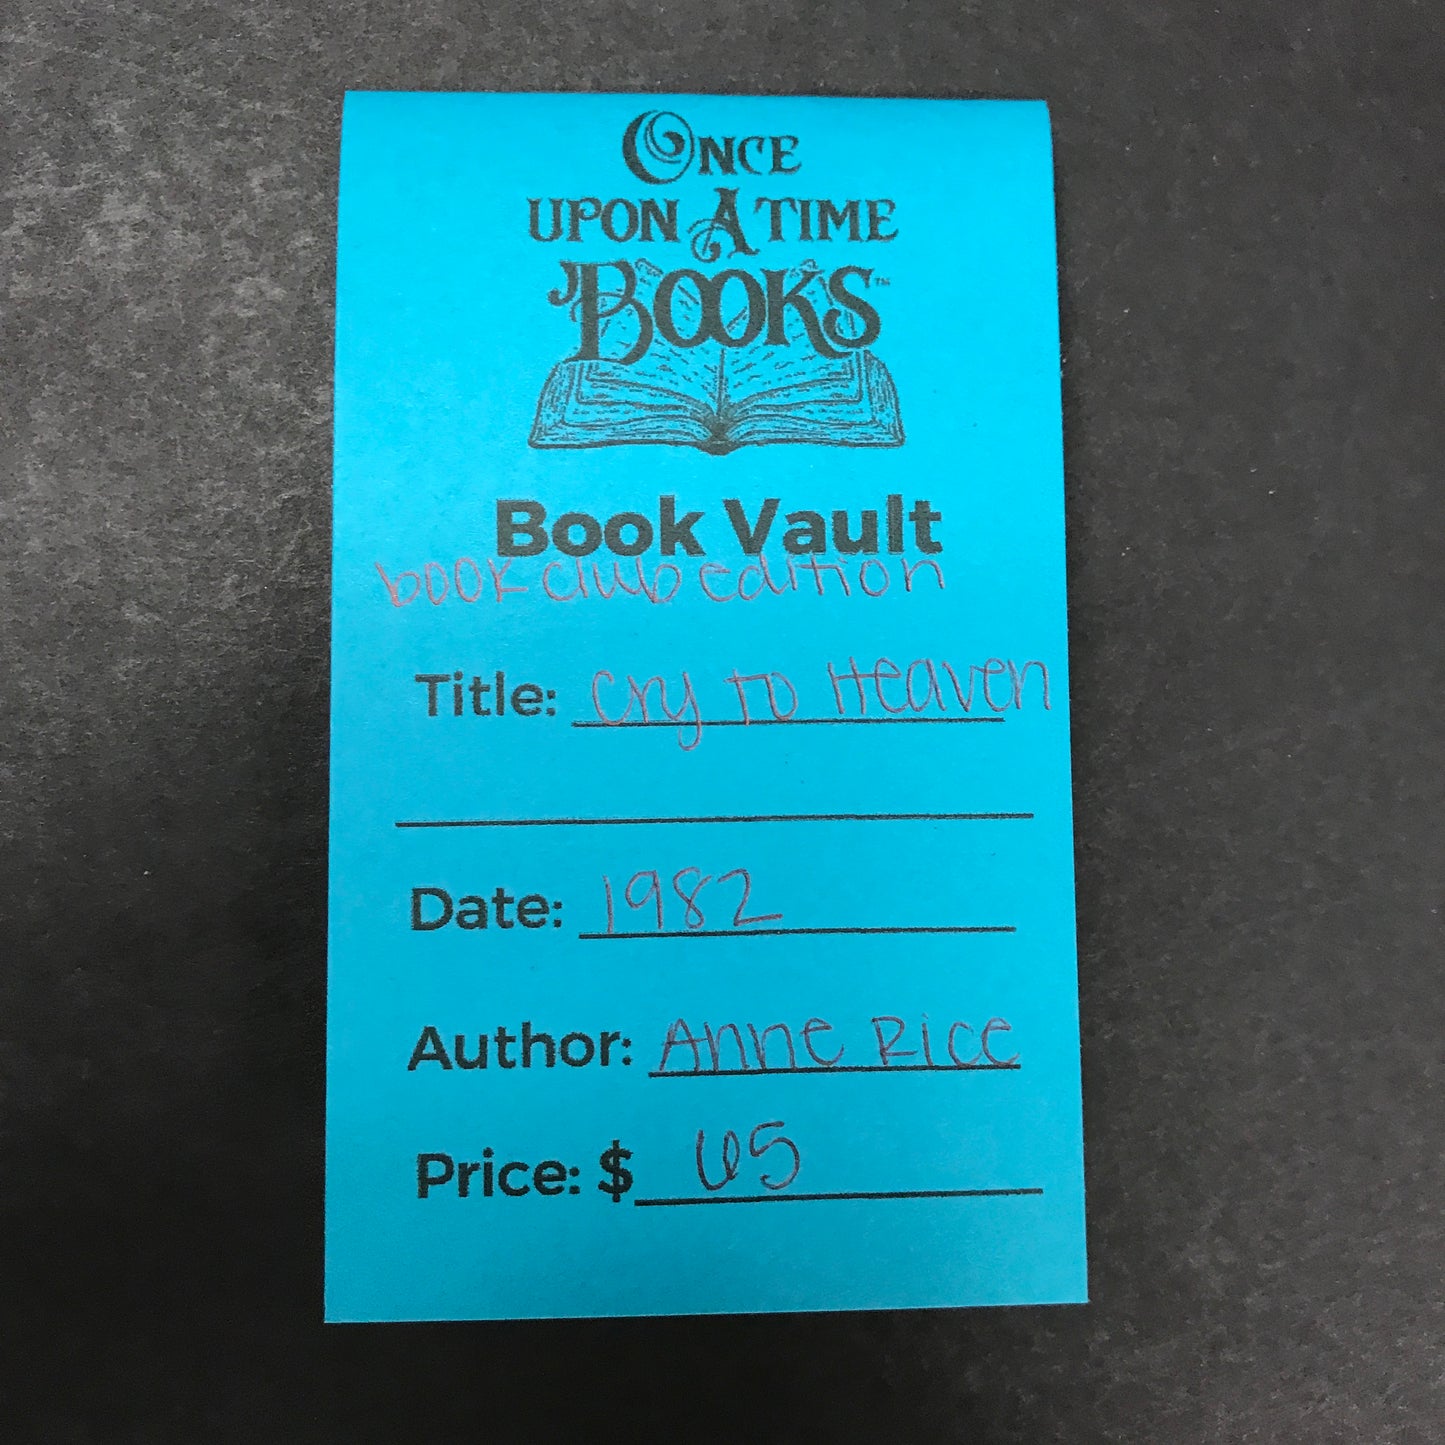 ONCE
UPON A TIME
BOOKS™
Book Vault
book club edition
Title: Cry to Heaven
Date: 1982
Author: Anne Rice
Price: $ 65